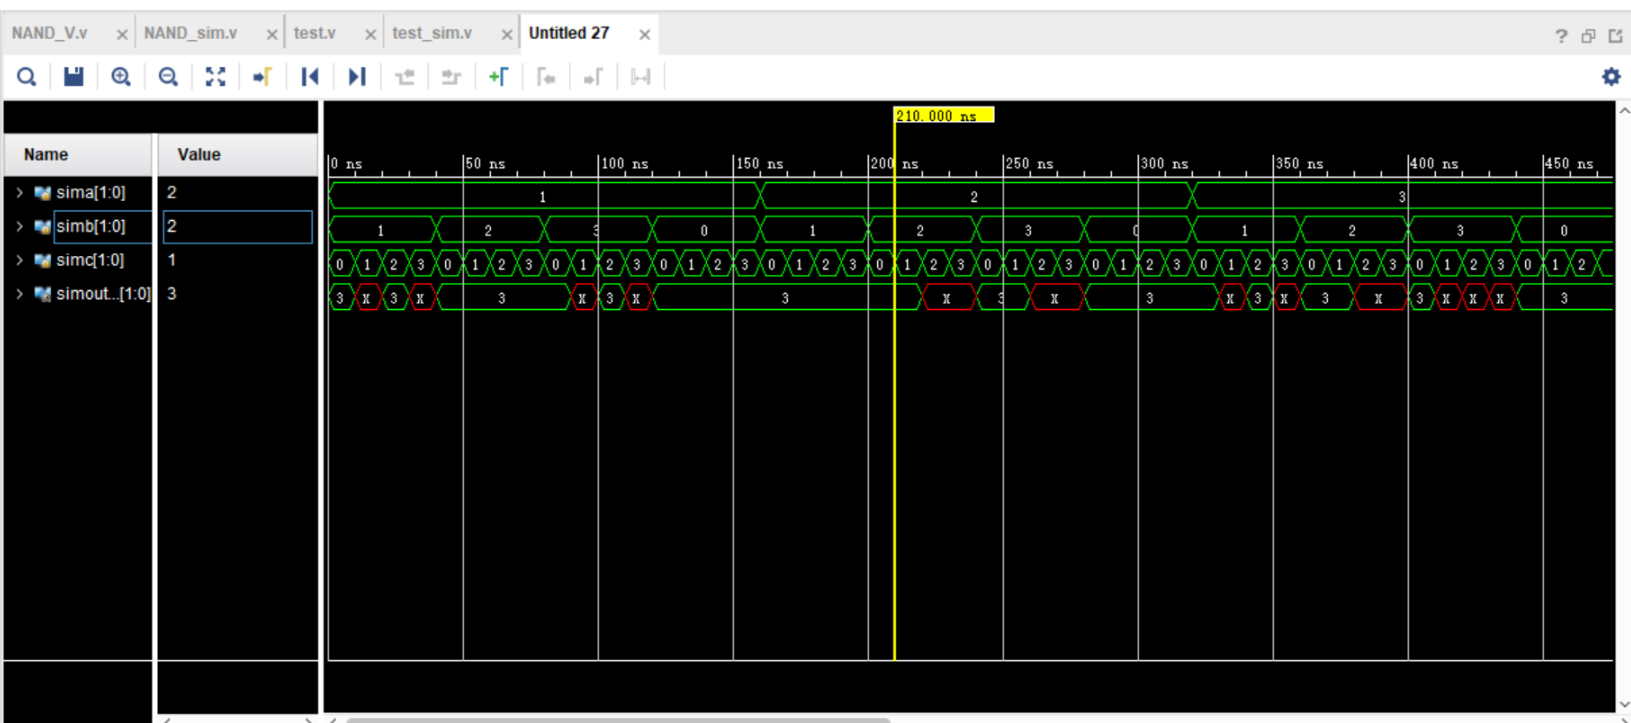 NAND_V.v × NAND_sim.v × test.v × test_sim.v × Untitled 27 ×
210.000 ns
Name Value
0 ns 50 ns 100 ns 150 ns 200 ns 250 ns 300 ns 350 ns 400 ns 450 ns
> sima[1:0] 2 1 2 3
> simb[1:0] 2 1 2 3 0 1 2 3 0 1 2 3 0
> simc[1:0] 1 0 1 2 3 0 1 2 3 0 1 2 3 0 1 2 3 0 1 2 3 0 1 2 3 0 1 2 3 0 1 2 3 0 1 2 3 0 1 2 3 0 1 2 3 0 1 2
> simout...[1:0] 3 3 X 3 X 3 X 3 X 3 X 3 X 3 X 3 X 3 X 3 X X X 3